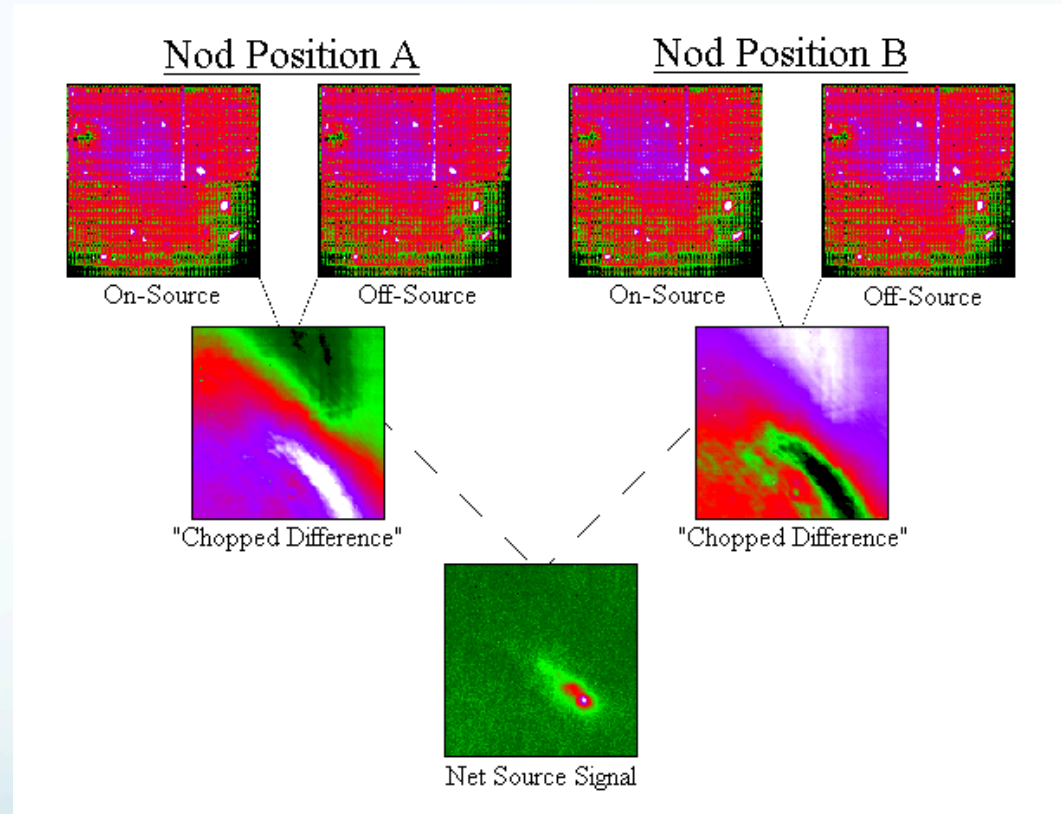 Nod Position A
Nod Position B
On-Source
Off-Source
On-Source
Off-Source
"Chopped Difference"
"Chopped Difference"
Net Source Signal